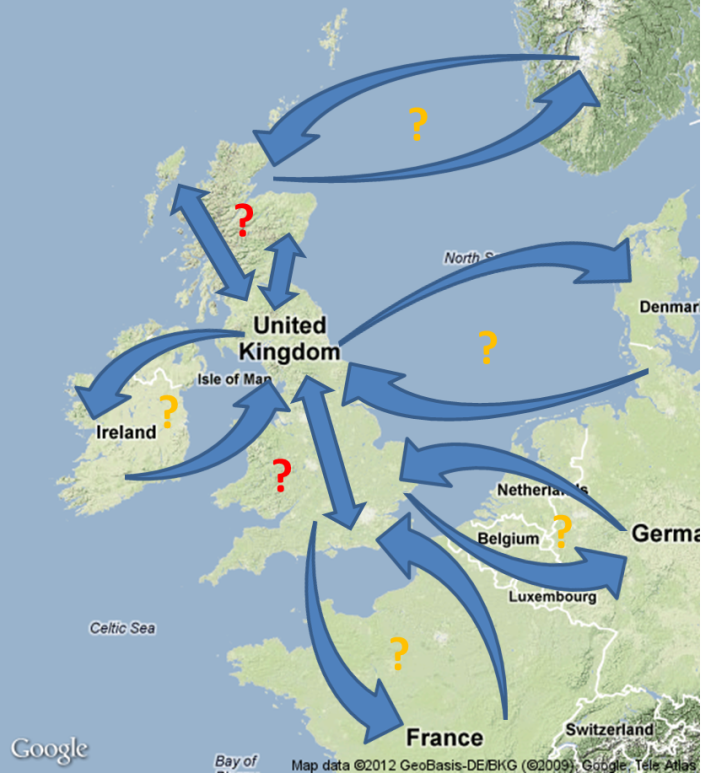 ?
?
North S
Denmar
United
Kingdom
?
Isle of Man
?
Ireland
?
Netherlands
?
Belgium
Germa
Luxembourg
Celtic Sea
?
France
Switzerland
Google
Bay of
Map data ©2012 GeoBasis-DE/BKG (©2009), Google, Tele Atlas